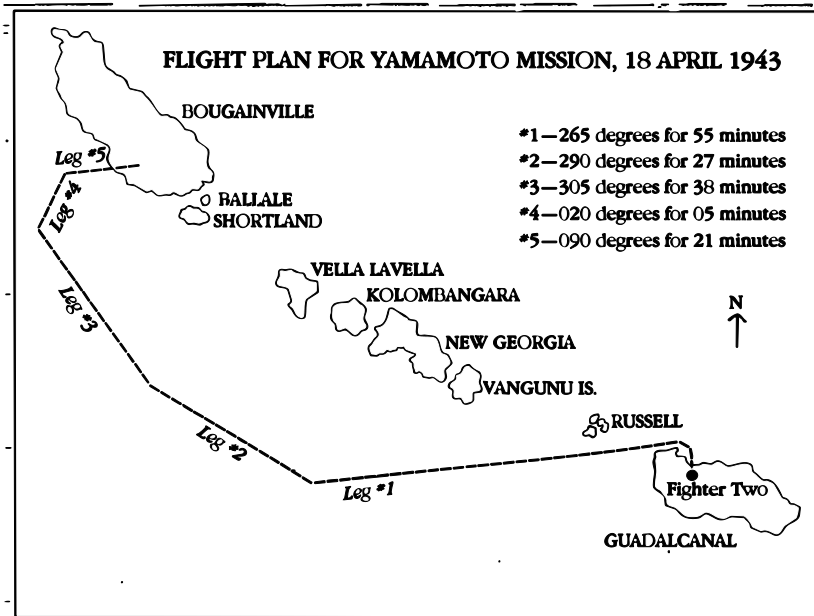 FLIGHT PLAN FOR YAMAMOTO MISSION, 18 APRIL 1943
BOUGAINVILLE
#1—265 degrees for 55 minutes
#2—290 degrees for 27 minutes
#3—305 degrees for 38 minutes
#4—020 degrees for 05 minutes
#5—090 degrees for 21 minutes
Leg #5
Leg #4
BALLALE
SHORTLAND
VELLA LAVELLA
KOLOMBANGARA
Leg #3
N
NEW GEORGIA
VANGUNU IS.
RUSSELL
Leg #2
Leg #1
Fighter Two
GUADALCANAL